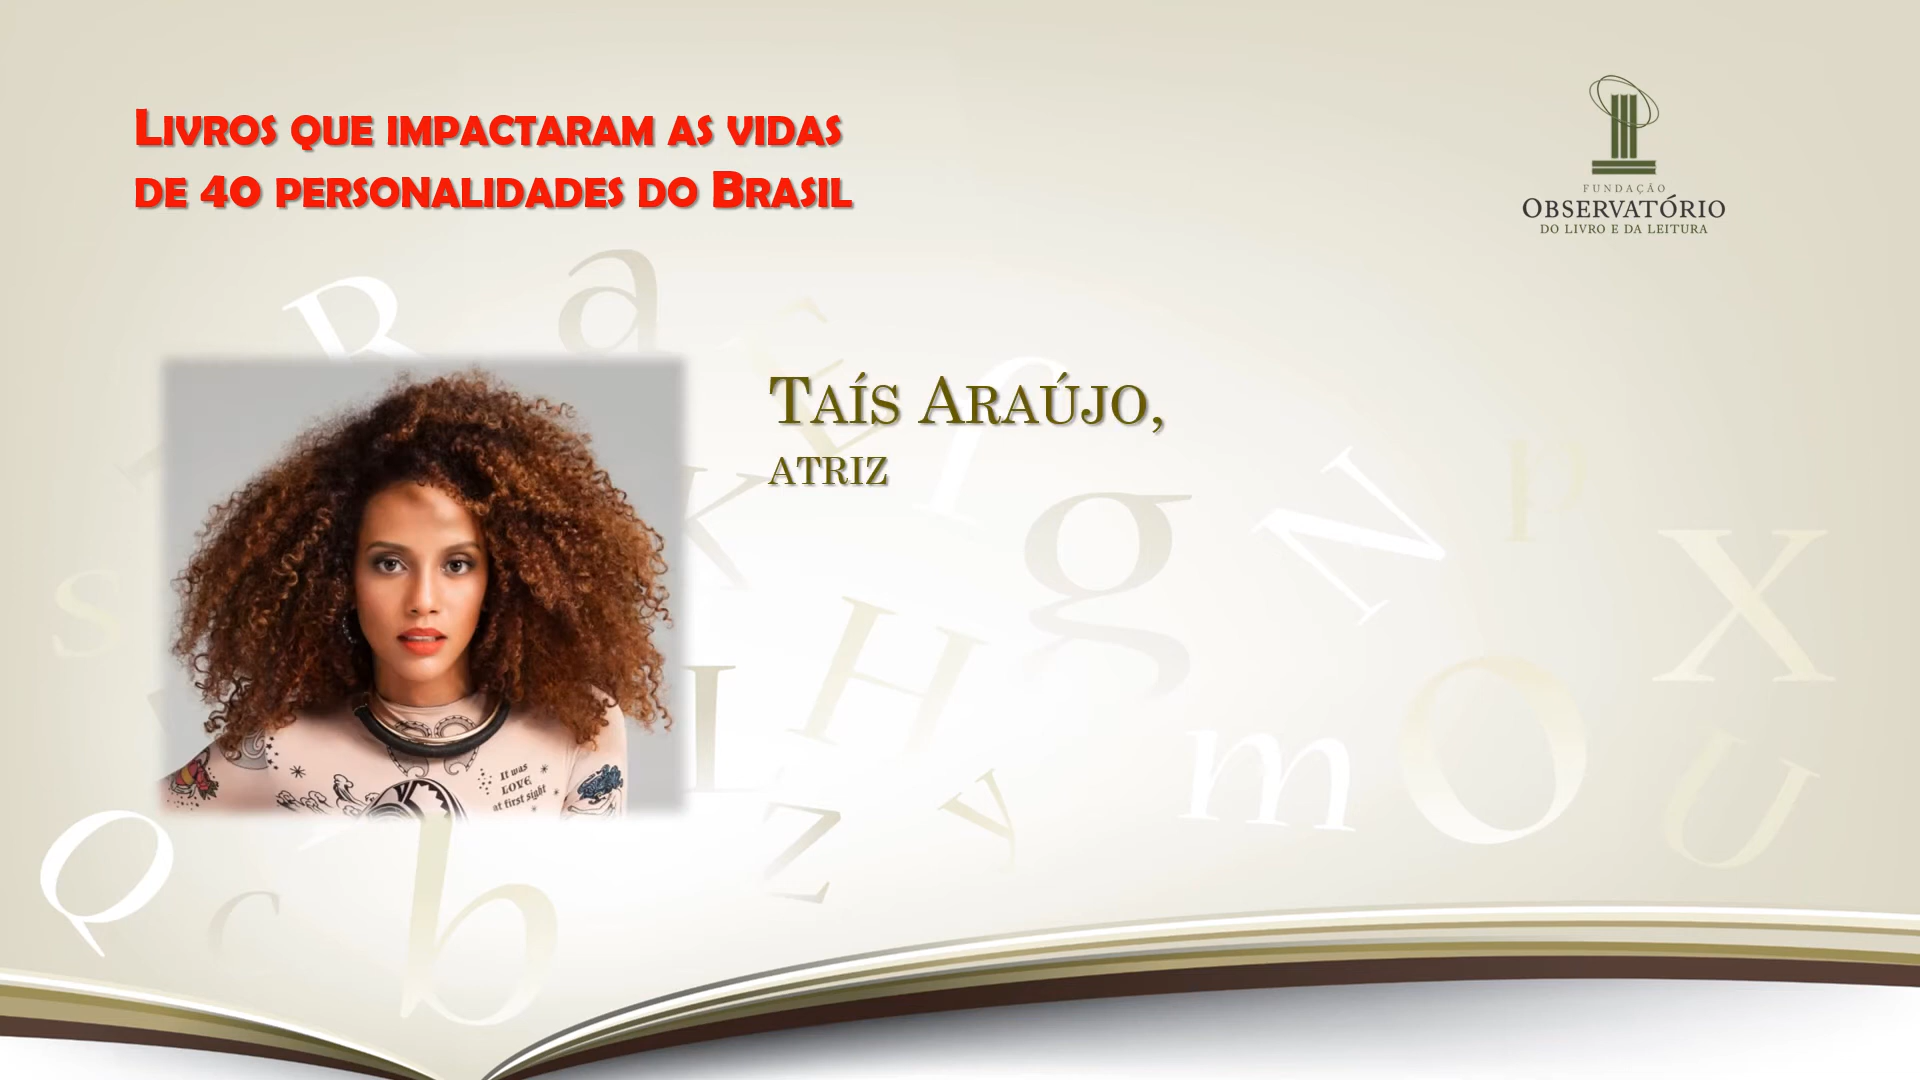 Livros que impactaram as vidas
de 40 personalidades do Brasil
FUNDAÇÃO
OBSERVATÓRIO
DO LIVRO E DA LEITURA
Taís Araújo,
atriz
It was
LOVE
at first sight
R
a
E
f
K
g
N
p
X
s
H
L
m
O
U
y
Z
Q
c
b